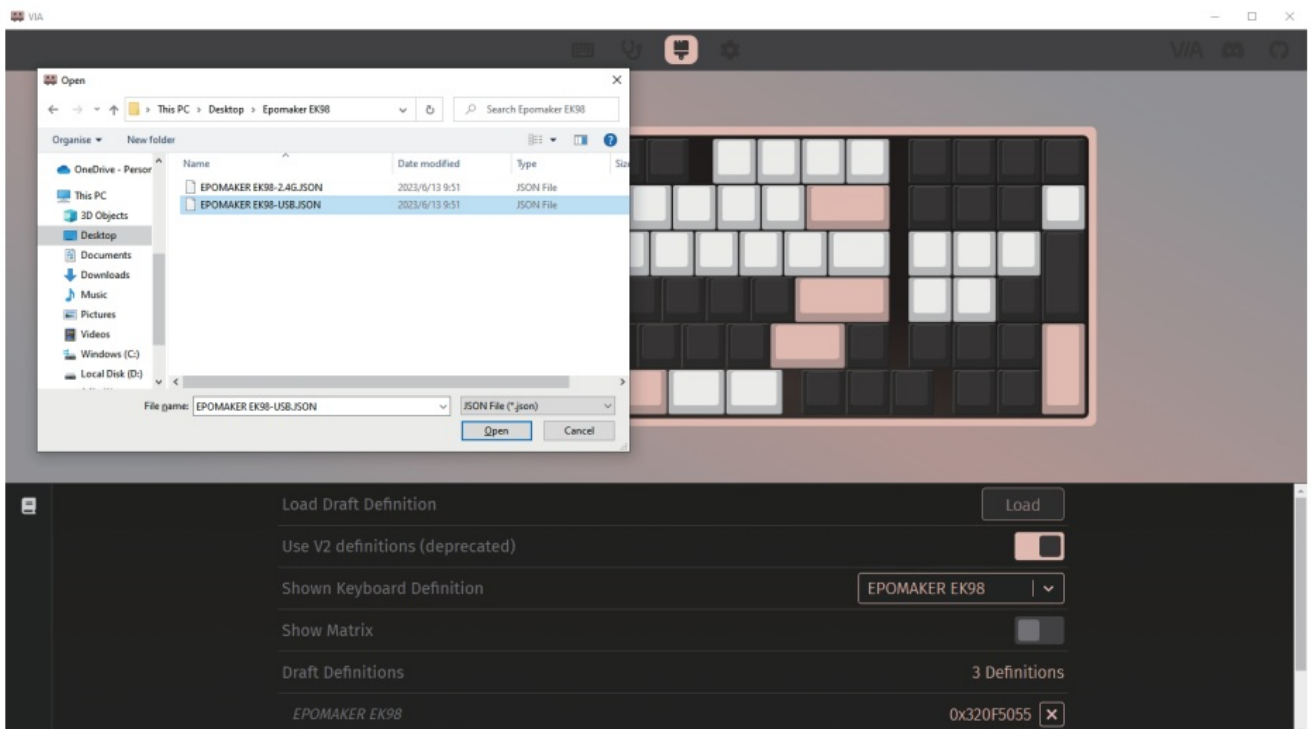 VIA
VIA
Open
This PC > Desktop > Epomaker EK98
Search Epomaker EK98
Organise
New folder
OneDrive - Person
This PC
3D Objects
Desktop
Documents
Downloads
Music
Pictures
Videos
Windows (C:)
Local Disk (D:)
Name Date modified Type Size
EPOMAKER EK98-2.4G.JSON 2023/6/13 9:51 JSON File
EPOMAKER EK98-USB.JSON 2023/6/13 9:51 JSON File
File name: EPOMAKER EK98-USB.JSON JSON File (*.json)
Open Cancel
Load Draft Definition Load
Use V2 definitions (deprecated)
Shown Keyboard Definition EPOMAKER EK98
Show Matrix
Draft Definitions 3 Definitions
EPOMAKER EK98 0x320F5055